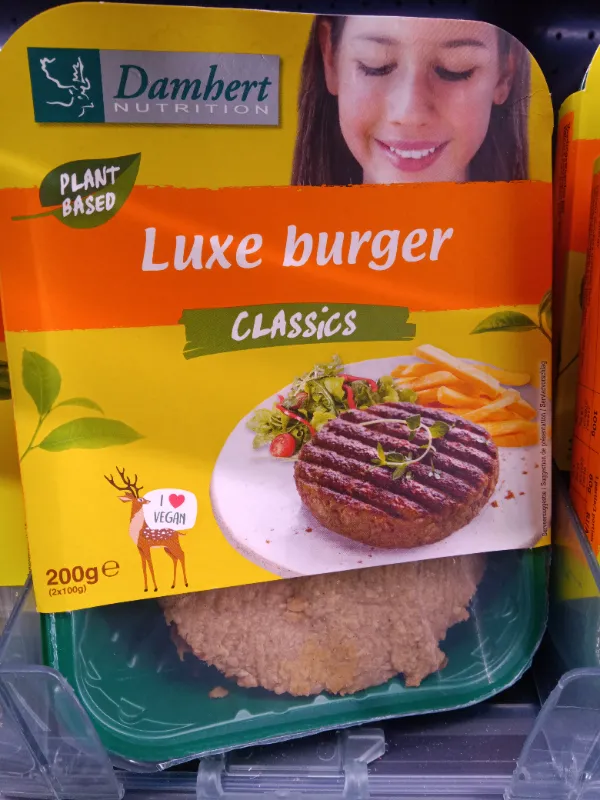 Damhert
NUTRITION
PLANT
BASED
Luxe burger
CLASSICS
I ♥
VEGAN
200g℮
(2x100g)